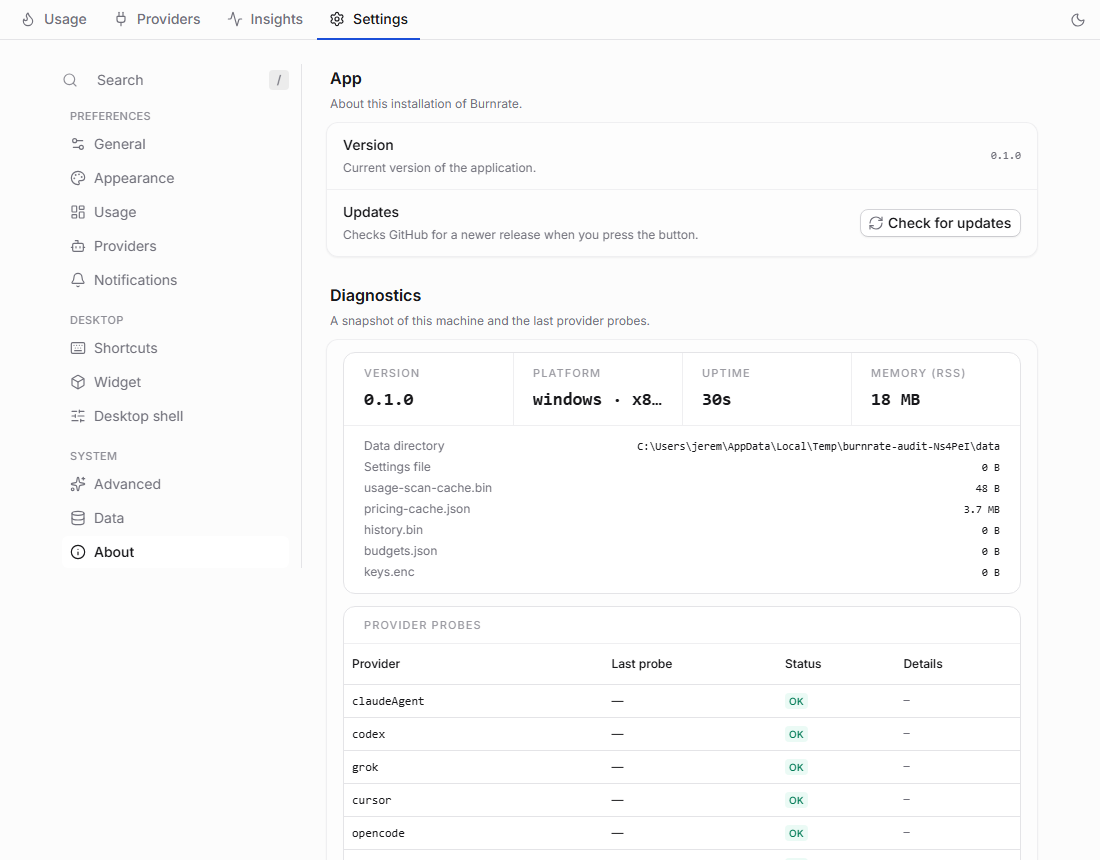 Usage Providers Insights Settings
Search /
PREFERENCES
General
Appearance
Usage
Providers
Notifications
DESKTOP
Shortcuts
Widget
Desktop shell
SYSTEM
Advanced
Data
About
App
About this installation of Burnrate.
Version
Current version of the application.
0.1.0
Updates
Checks GitHub for a newer release when you press the button.
Check for updates
Diagnostics
A snapshot of this machine and the last provider probes.
VERSION PLATFORM UPTIME MEMORY (RSS)
0.1.0 windows · x8… 30s 18 MB
Data directory C:\Users\jerem\AppData\Local\Temp\burnrate-audit-Ns4PeI\data
Settings file 0 B
usage-scan-cache.bin 48 B
pricing-cache.json 3.7 MB
history.bin 0 B
budgets.json 0 B
keys.enc 0 B
PROVIDER PROBES
Provider Last probe Status Details
claudeAgent — OK –
codex — OK –
grok — OK –
cursor — OK –
opencode — OK –